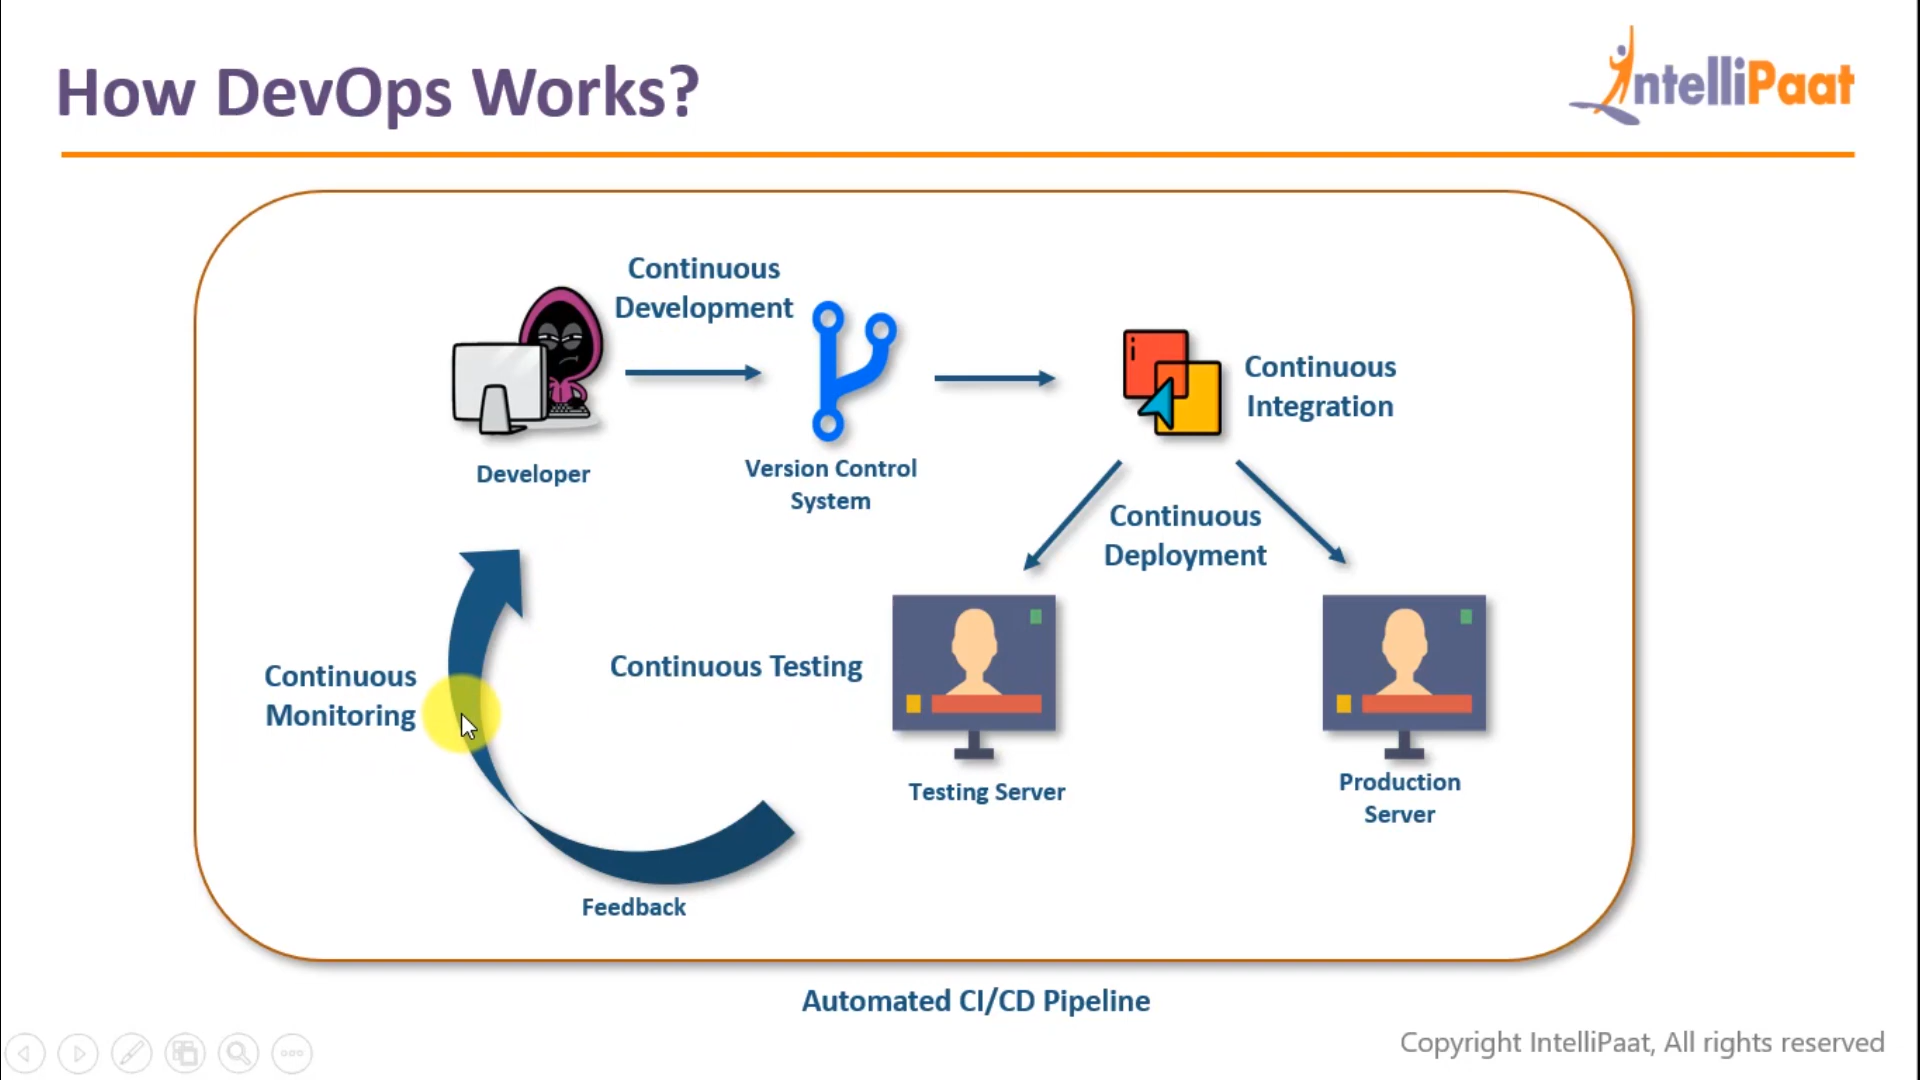 How DevOps Works?
IntelliPaat
Continuous
Development
Continuous
Integration
Developer
Version Control
System
Continuous
Deployment
Continuous
Monitoring
Continuous Testing
Testing Server
Production
Server
Feedback
Automated CI/CD Pipeline
Copyright IntelliPaat, All rights reserved